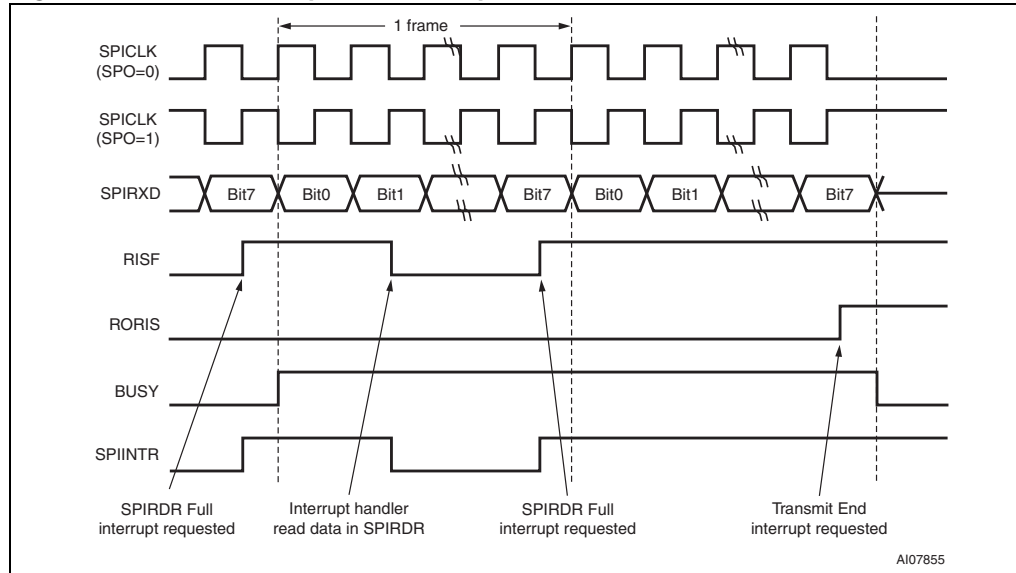 1 frame
SPICLK
(SPO=0)
SPICLK
(SPO=1)
SPIRXD
Bit7
Bit0
Bit1
Bit7
Bit0
Bit1
Bit7
RISF
RORIS
BUSY
SPIINTR
SPIRDR Full
interrupt requested
Interrupt handler
read data in SPIRDR
SPIRDR Full
interrupt requested
Transmit End
interrupt requested
AI07855